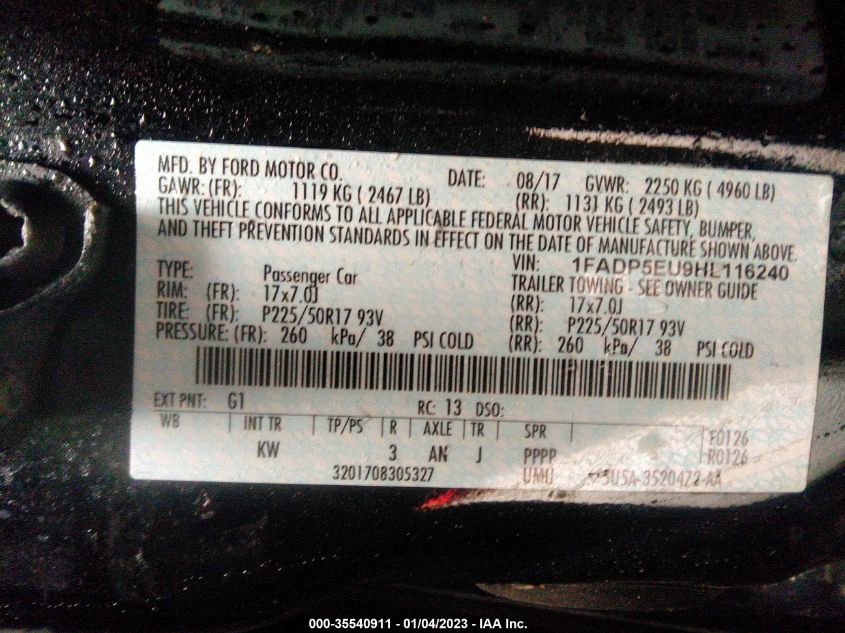 MFD. BY FORD MOTOR CO. DATE: 08/17 GVWR: 2250 KG ( 4960 LB)
GAWR: (FR): 1119 KG ( 2467 LB) (RR): 1131 KG ( 2493 LB)
THIS VEHICLE CONFORMS TO ALL APPLICABLE FEDERAL MOTOR VEHICLE SAFETY, BUMPER,
AND THEFT PREVENTION STANDARDS IN EFFECT ON THE DATE OF MANUFACTURE SHOWN ABOVE.
VIN: 1FADP5EU9HL116240
TYPE: Passenger Car TRAILER TOWING - SEE OWNER GUIDE
RIM: (FR): 17x7.0J (RR): 17x7.0J
TIRE: (FR): P225/50R17 93V (RR): P225/50R17 93V
PRESSURE: (FR): 260 kPa/ 38 PSI COLD (RR): 260 kPa/ 38 PSI COLD
EXT PNT: G1 RC: 13 DSO:
WB INT TR TP/PS R AXLE TR SPR F0126
KW 3 AN J PPPP R0126
3201708305327 UMHJ 5U5A-3520472-AA
000-35540911 - 01/04/2023 - IAA Inc.